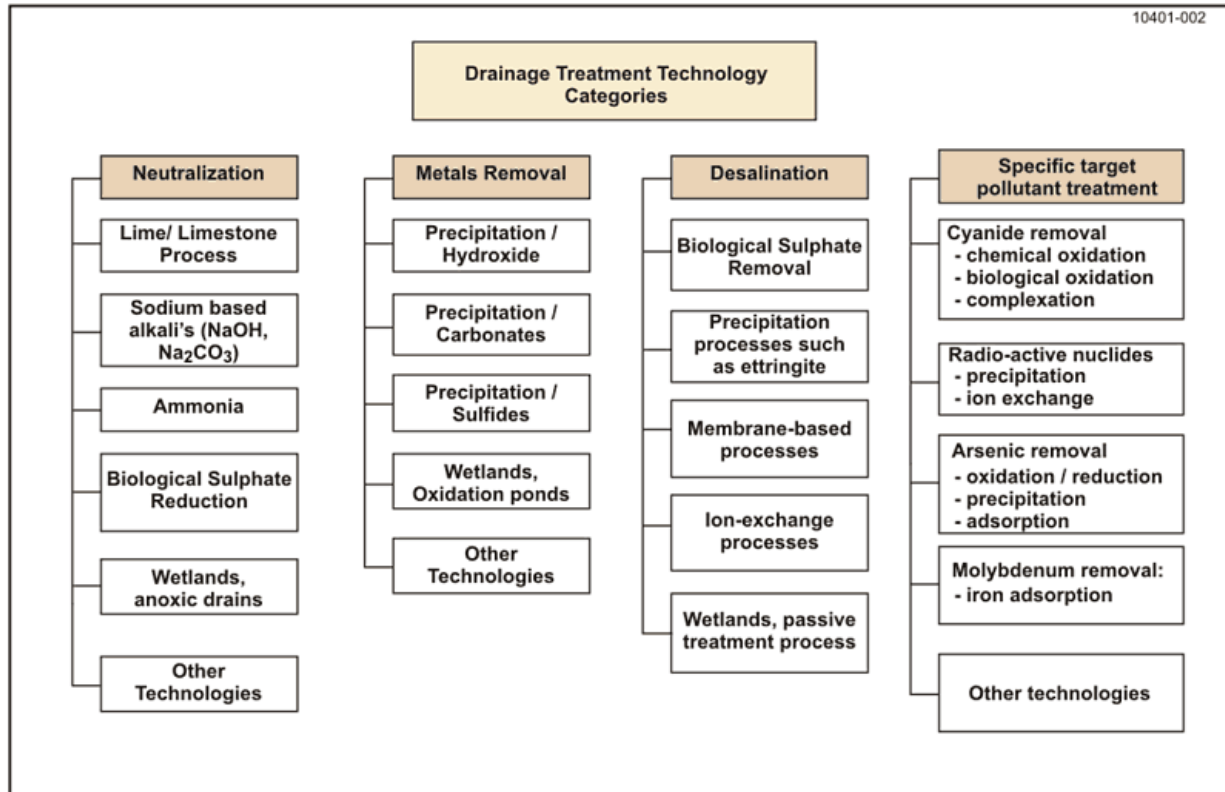 10401-002
Drainage Treatment Technology
Categories
Neutralization
Lime/ Limestone
Process
Sodium based
alkali's (NaOH,
Na₂CO₃)
Ammonia
Biological Sulphate
Reduction
Wetlands,
anoxic drains
Other
Technologies
Metals Removal
Precipitation /
Hydroxide
Precipitation /
Carbonates
Precipitation /
Sulfides
Wetlands,
Oxidation ponds
Other
Technologies
Desalination
Biological Sulphate
Removal
Precipitation
processes such
as ettringite
Membrane-based
processes
Ion-exchange
processes
Wetlands, passive
treatment process
Specific target
pollutant treatment
Cyanide removal
- chemical oxidation
- biological oxidation
- complexation
Radio-active nuclides
- precipitation
- ion exchange
Arsenic removal
- oxidation / reduction
- precipitation
- adsorption
Molybdenum removal:
- iron adsorption
Other technologies